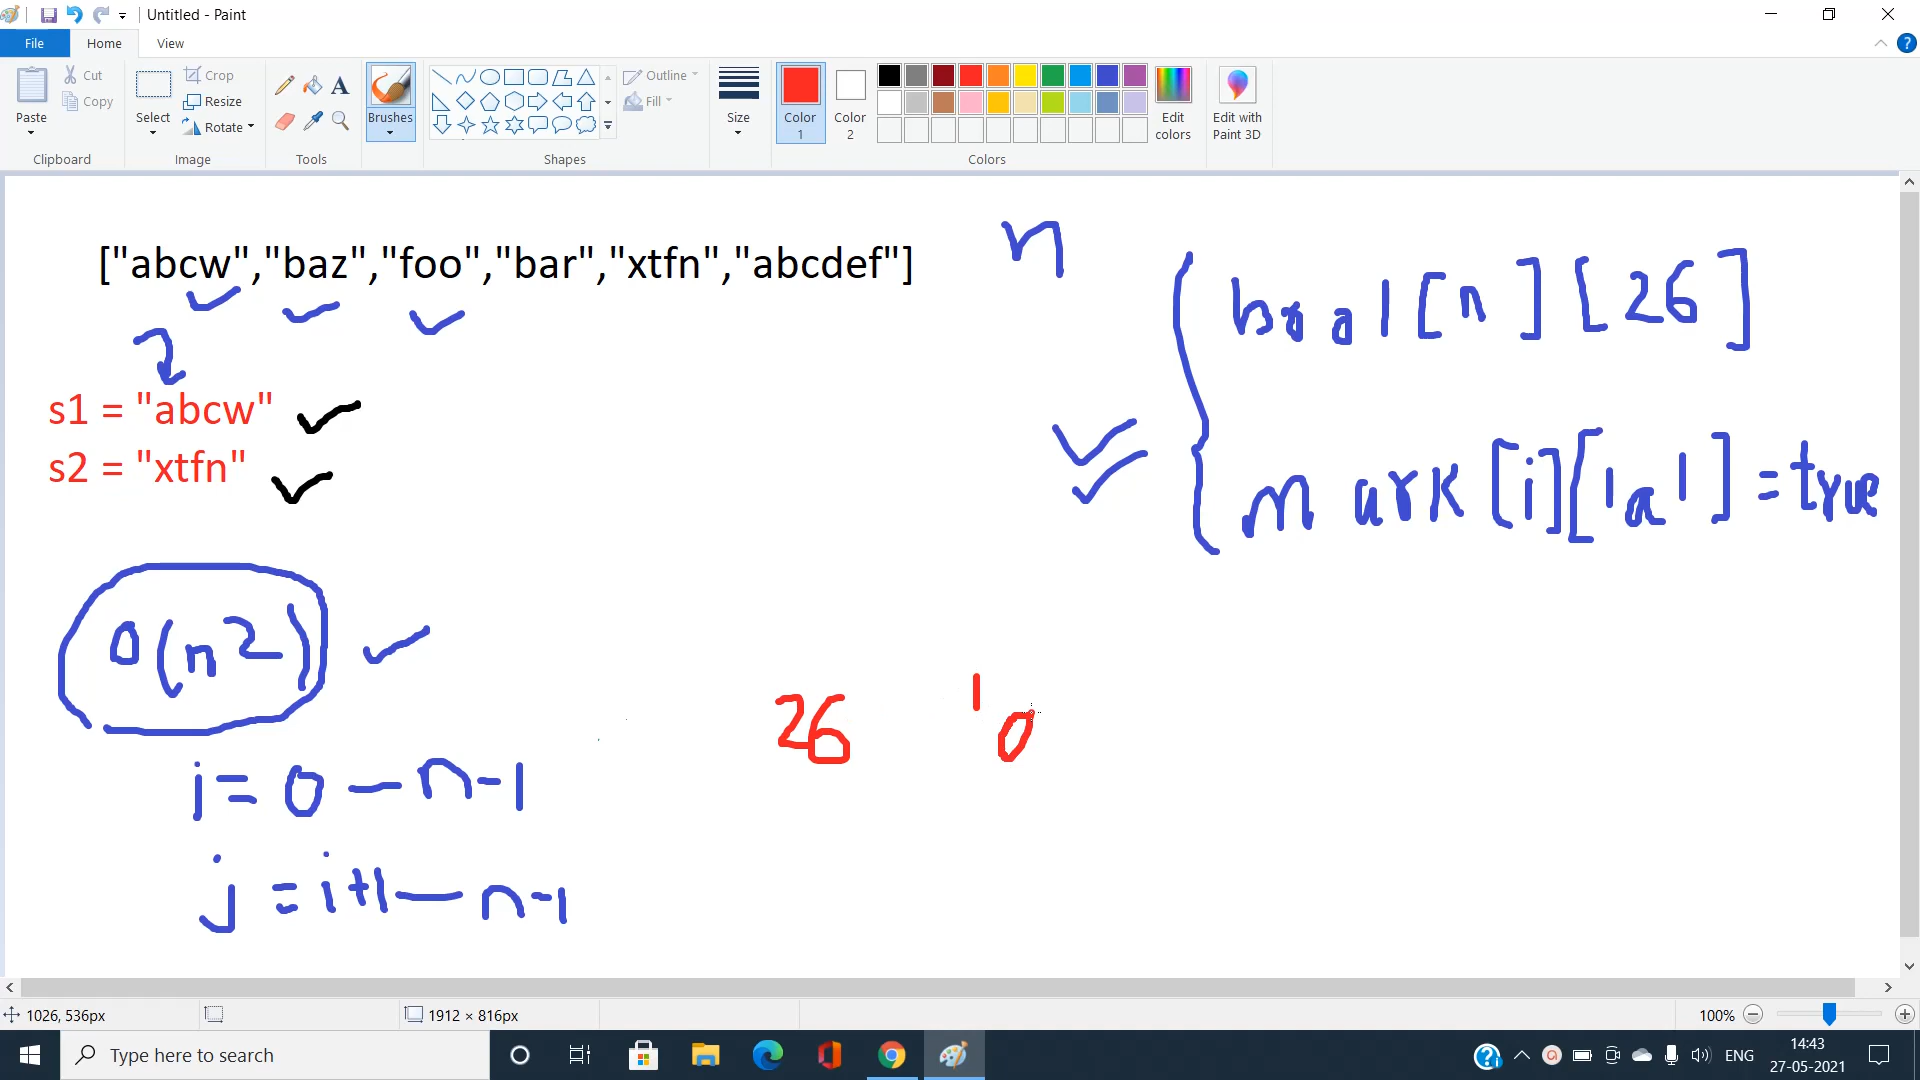 Untitled - Paint
File Home View
Paste
Cut
Copy
Clipboard
Select
Crop
Resize
Rotate
Image
Tools
Brushes
Shapes
Outline
Fill
Size
Color 1
Color 2
Colors
Edit colors
Edit with Paint 3D
["abcw","baz","foo","bar","xtfn","abcdef"]
n
bool [n] [26]
s1 = "abcw"
s2 = "xtfn"
mark [i]['a'] = true
O(n2)
26 '0
i = 0 — n-1
j = i+1 — n-1
1026, 536px
1912 × 816px
100%
Type here to search
ENG
14:43
27-05-2021